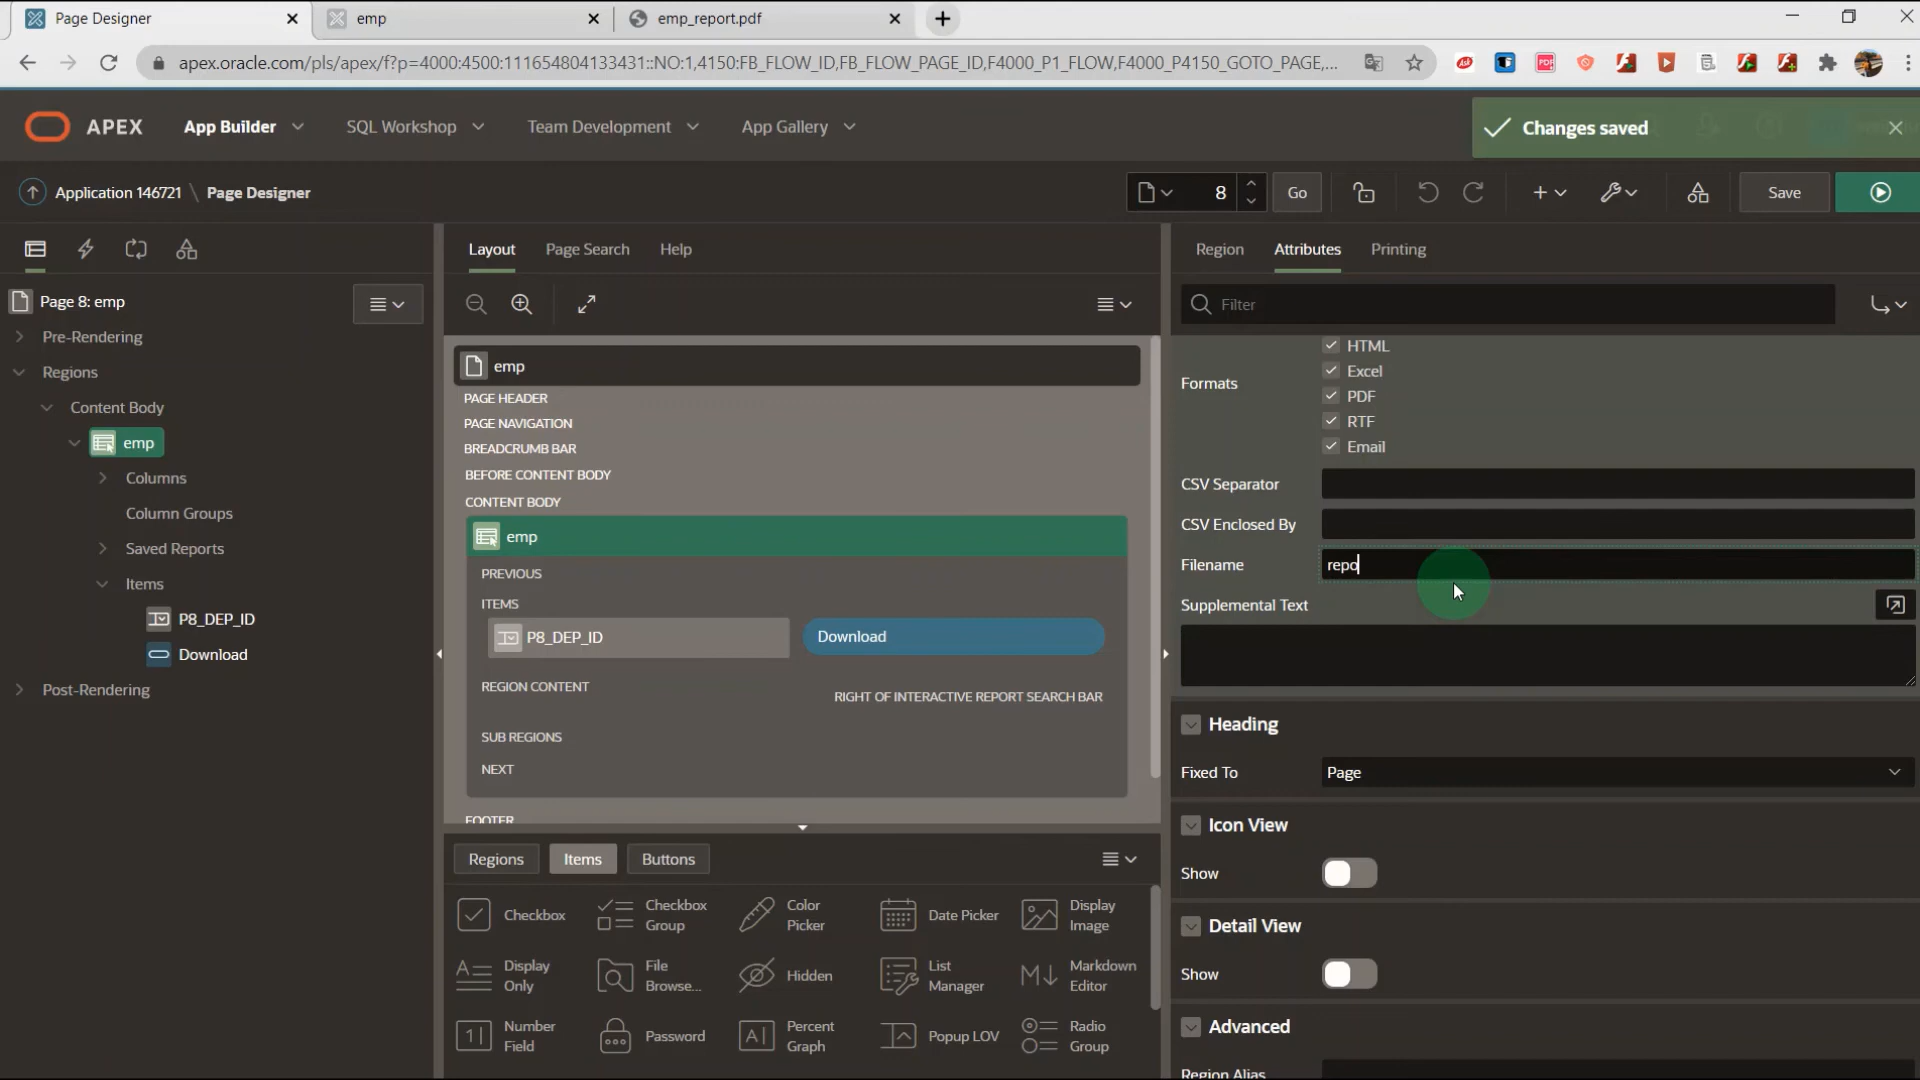 Page Designer
emp
emp_report.pdf
apex.oracle.com/pls/apex/f?p=4000:4500:111654804133431::NO:1,4150:FB_FLOW_ID,FB_FLOW_PAGE_ID,F4000_P1_FLOW,F4000_P4150_GOTO_PAGE,...
APEX
App Builder
SQL Workshop
Team Development
App Gallery
Changes saved
Application 146721 \ Page Designer
8
Go
Save
Layout
Page Search
Help
Region
Attributes
Printing
Page 8: emp
Pre-Rendering
Regions
Content Body
emp
Columns
Column Groups
Saved Reports
Items
P8_DEP_ID
Download
Post-Rendering
emp
PAGE HEADER
PAGE NAVIGATION
BREADCRUMB BAR
BEFORE CONTENT BODY
CONTENT BODY
emp
PREVIOUS
ITEMS
P8_DEP_ID
Download
REGION CONTENT
RIGHT OF INTERACTIVE REPORT SEARCH BAR
SUB REGIONS
NEXT
FOOTER
Regions
Items
Buttons
Checkbox
Checkbox
Group
Color
Picker
Date Picker
Display
Image
Display
Only
File
Browse...
Hidden
List
Manager
Markdown
Editor
Number
Field
Password
Percent
Graph
Popup LOV
Radio
Group
Filter
Formats
HTML
Excel
PDF
RTF
Email
CSV Separator
CSV Enclosed By
Filename
repo
Supplemental Text
Heading
Fixed To
Page
Icon View
Show
Detail View
Show
Advanced
Region Alias